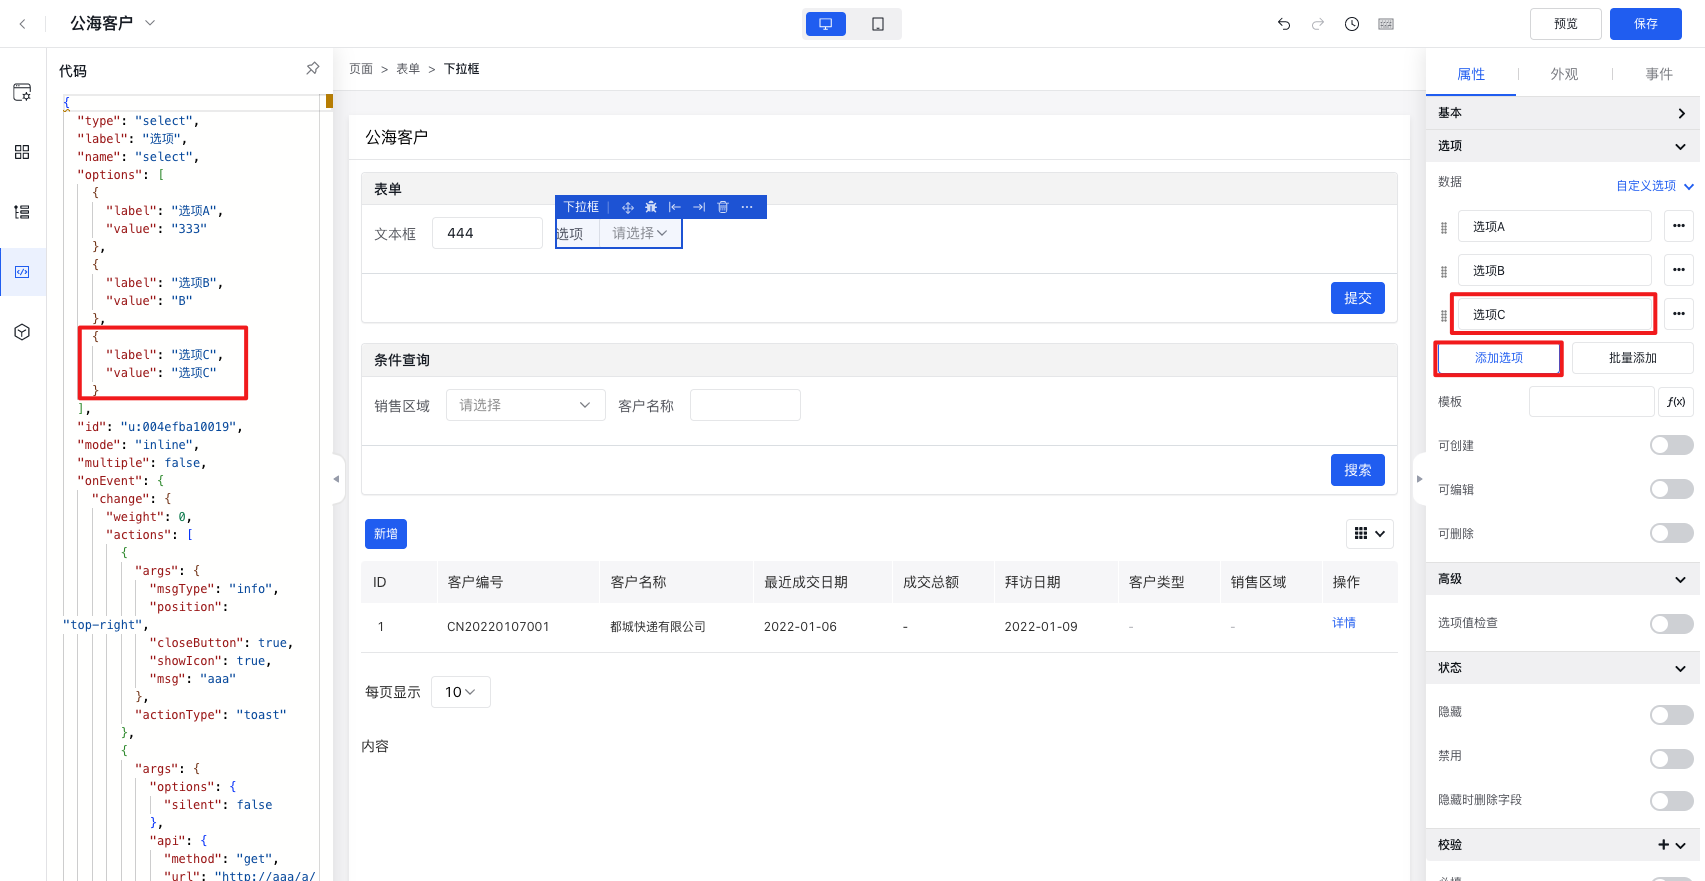 公海客户
预览
保存
代码
{
"type": "select",
"label": "选项",
"name": "select",
"options": [
{
"label": "选项A",
"value": "333"
},
{
"label": "选项B",
"value": "B"
},
{
"label": "选项C",
"value": "选项C"
}
],
"id": "u:004efba10019",
"mode": "inline",
"multiple": false,
"onEvent": {
"change": {
"weight": 0,
"actions": [
{
"args": {
"msgType": "info",
"position":
"top-right",
"closeButton": true,
"showIcon": true,
"msg": "aaa"
},
"actionType": "toast"
},
{
"args": {
"options": {
"silent": false
},
"api": {
"method": "get",
"url": "http://aaa/a/
页面 > 表单 > 下拉框
公海客户
表单
下拉框
文本框 444 选项 请选择
提交
条件查询
销售区域 请选择 客户名称
搜索
新增
ID 客户编号 客户名称 最近成交日期 成交总额 拜访日期 客户类型 销售区域 操作
1 CN20220107001 都城快递有限公司 2022-01-06 - 2022-01-09 - - 详情
每页显示 10
内容
属性 外观 事件
基本
选项
数据 自定义选项
选项A
选项B
选项C
添加选项 批量添加
模板 ƒ(x)
可创建
可编辑
可删除
高级
选项值检查
状态
隐藏
禁用
隐藏时删除字段
校验